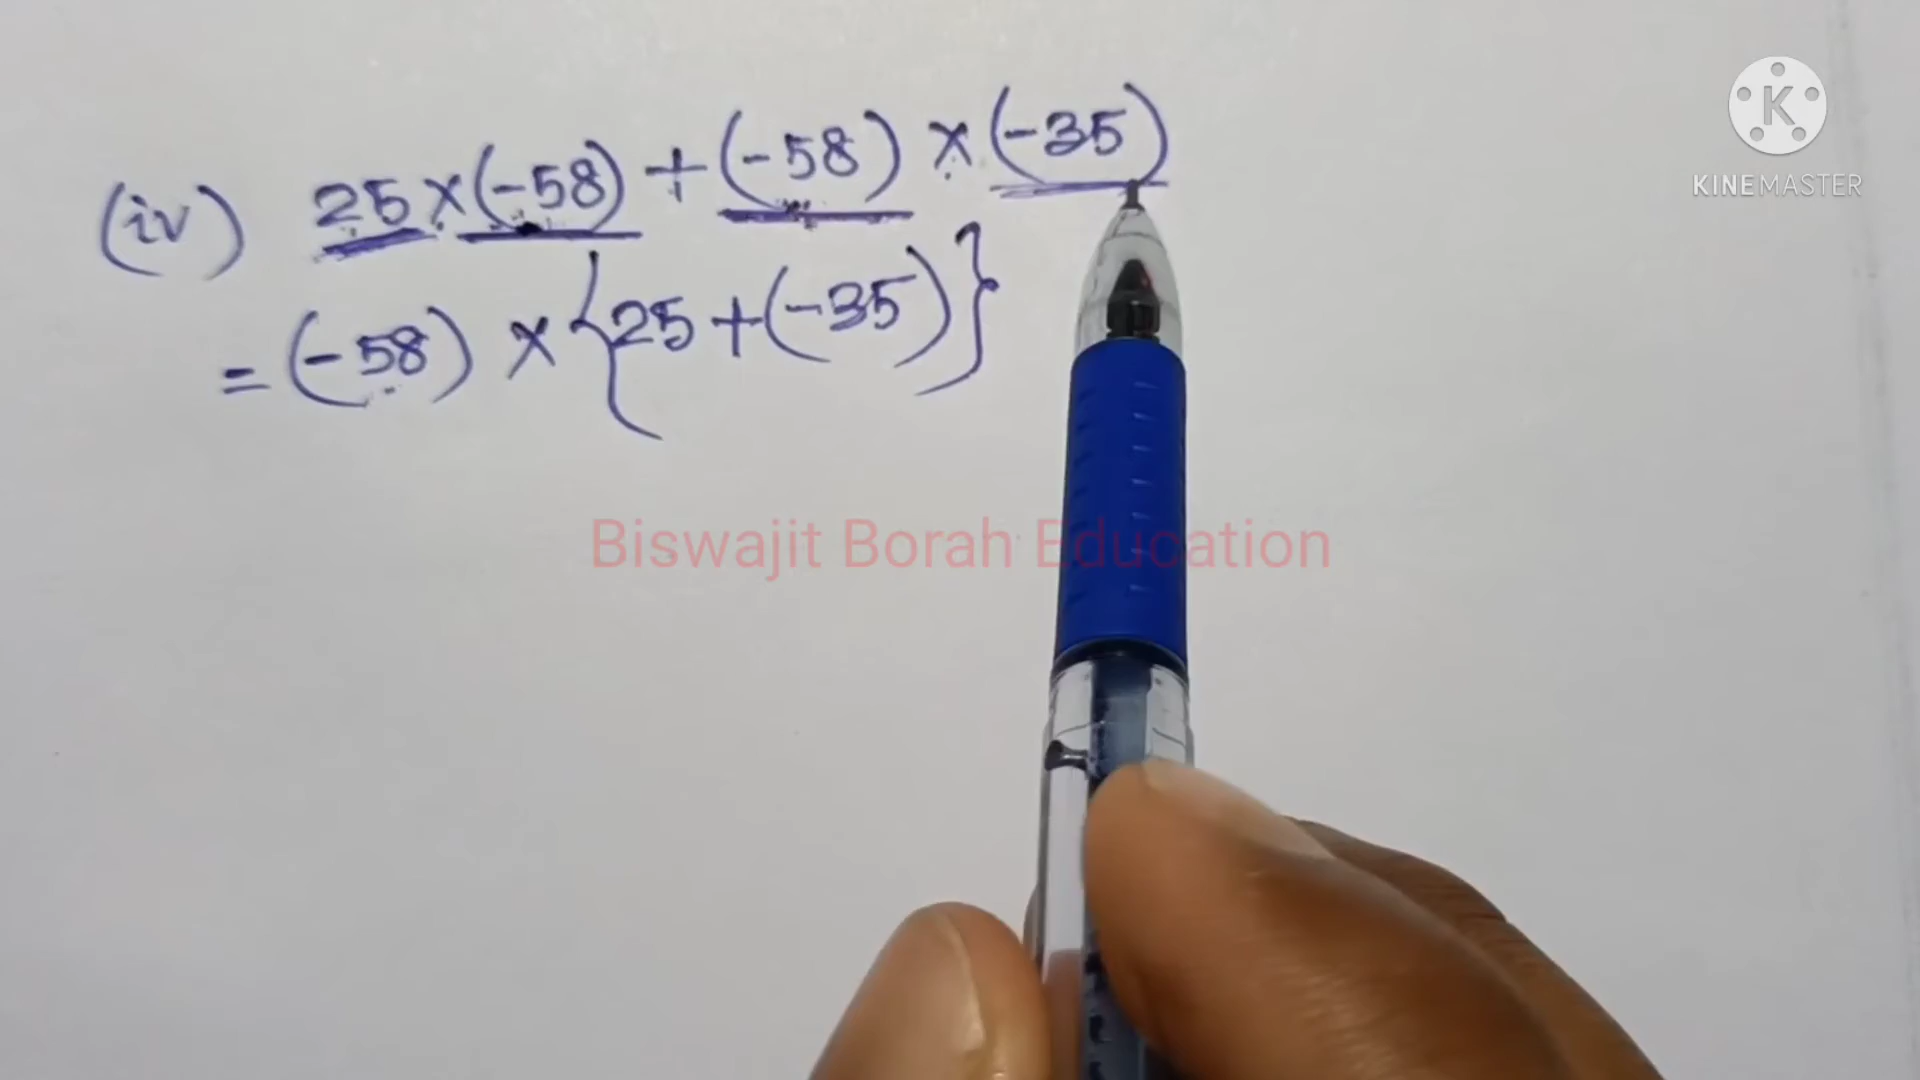 KINEMASTER
(iv) 25×(-58)+(-58)×(-35)
=(-58)×{25+(-35)}
Biswajit Borah Education